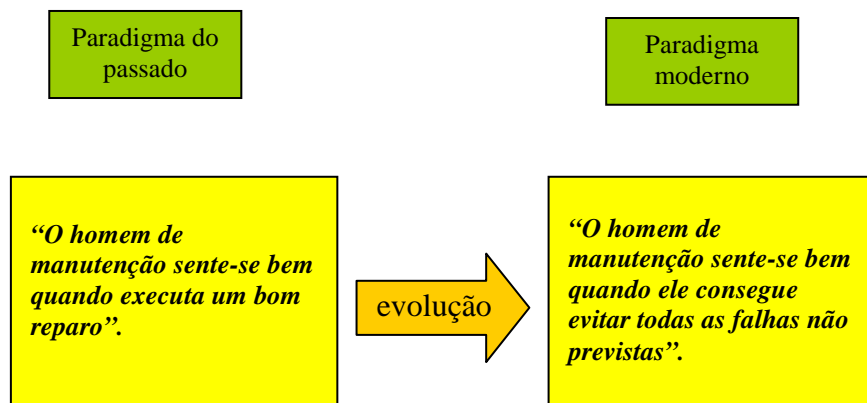 Paradigma do
passado
Paradigma
moderno
“O homem de
manutenção sente-se bem
quando executa um bom
reparo”.
evolução
“O homem de
manutenção sente-se bem
quando ele consegue
evitar todas as falhas não
previstas”.